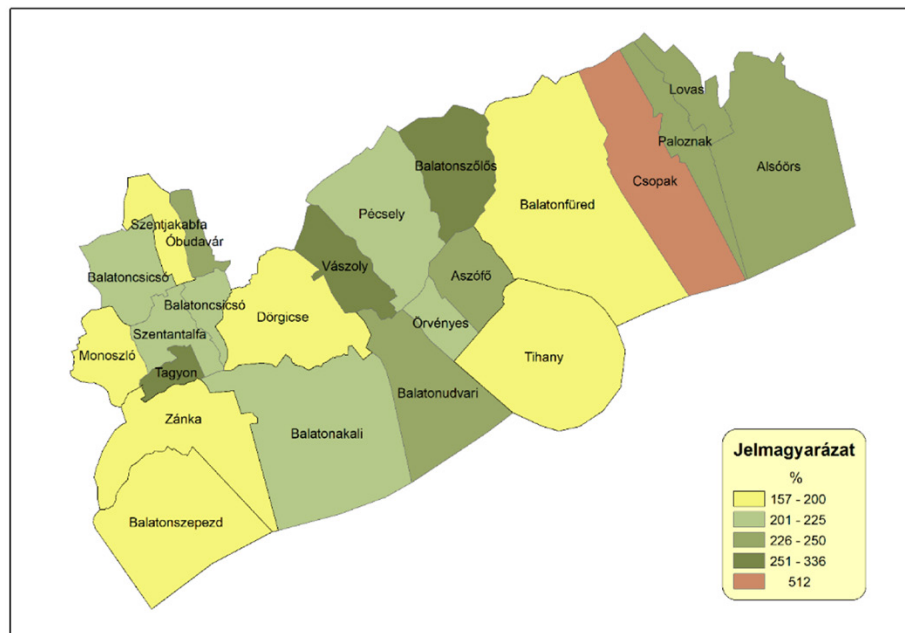 Lovas
Paloznak
Alsóörs
Balatonszőlős
Csopak
Balatonfüred
Pécsely
Szentjakabfa
Óbudavár
Vászoly
Aszófő
Balatoncsicsó
Balatoncsicsó
Dörgicse
Örvényes
Szentantalfa
Monoszló
Tihany
Tagyon
Balatonudvari
Zánka
Balatonakali
Balatonszepezd
Jelmagyarázat
%
157 - 200
201 - 225
226 - 250
251 - 336
512